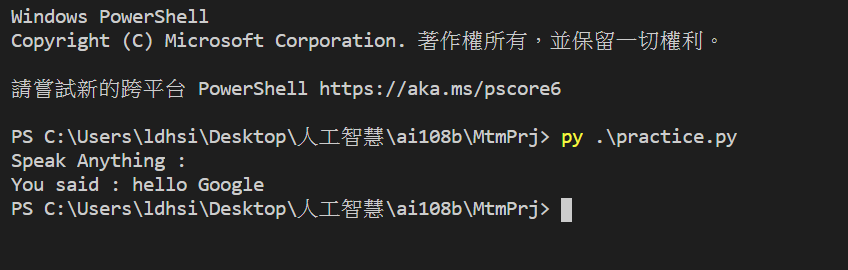 Windows PowerShell
Copyright (C) Microsoft Corporation. 著作權所有，並保留一切權利。
請嘗試新的跨平台 PowerShell https://aka.ms/pscore6
PS C:\Users\ldhsi\Desktop\人工智慧\ai108b\MtmPrj> py .\practice.py
Speak Anything :
You said : hello Google
PS C:\Users\ldhsi\Desktop\人工智慧\ai108b\MtmPrj>